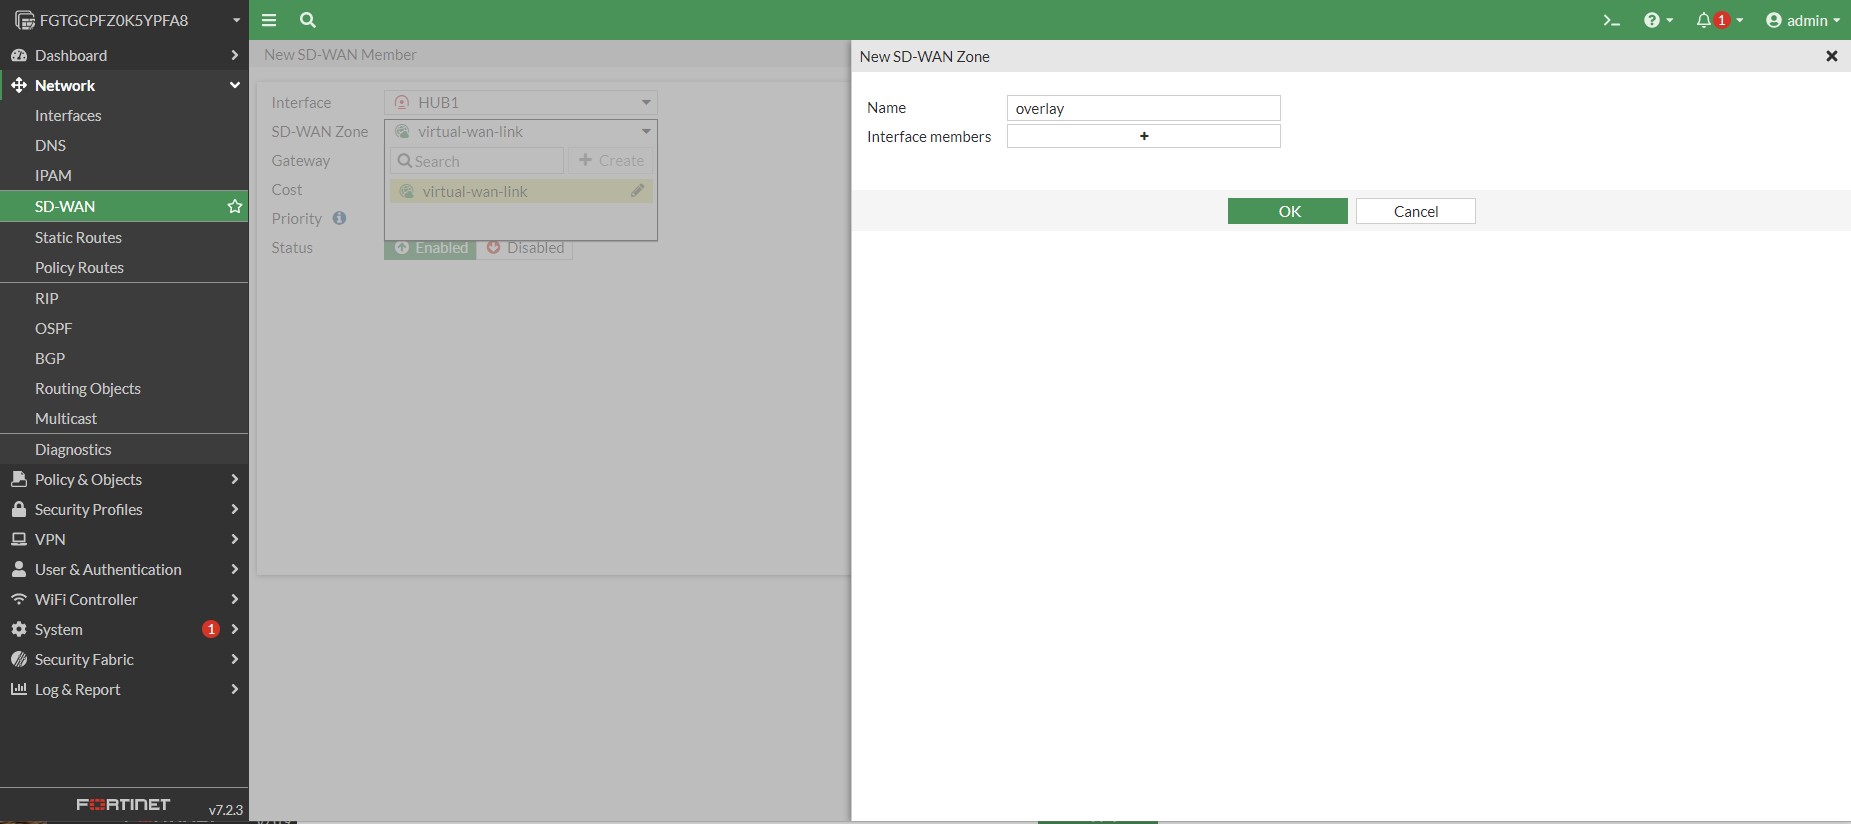 FGTGCPFZ0K5YPFA8
admin
1
Dashboard
Network
Interfaces
DNS
IPAM
SD-WAN
Static Routes
Policy Routes
RIP
OSPF
BGP
Routing Objects
Multicast
Diagnostics
Policy & Objects
Security Profiles
VPN
User & Authentication
WiFi Controller
System 1
Security Fabric
Log & Report
FORTINET v7.2.3
New SD-WAN Member
Interface HUB1
SD-WAN Zone virtual-wan-link
Gateway Search Create
Cost virtual-wan-link
Priority
Status Enabled Disabled
New SD-WAN Zone
Name overlay
Interface members +
OK Cancel